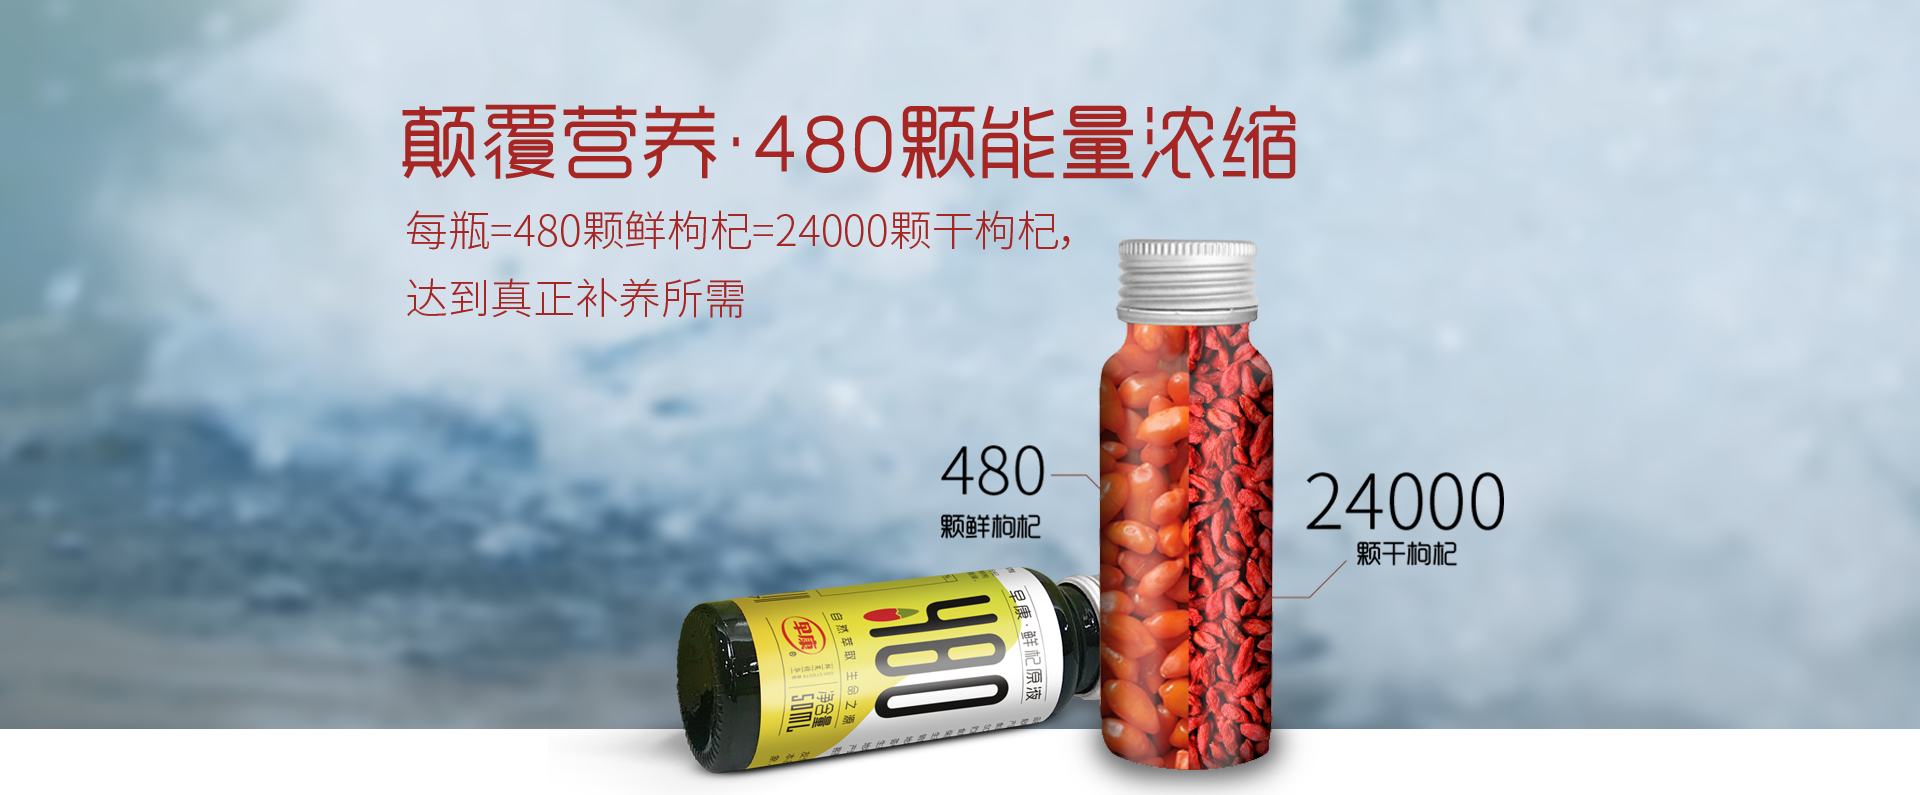 颠覆营养·480颗能量浓缩
每瓶=480颗鲜枸杞=24000颗干枸杞,
达到真正补养所需
480
颗鲜枸杞
24000
颗干枸杞
早康·鲜杞原液
480
自然萃取 生命之源
早康
净含量
50ML